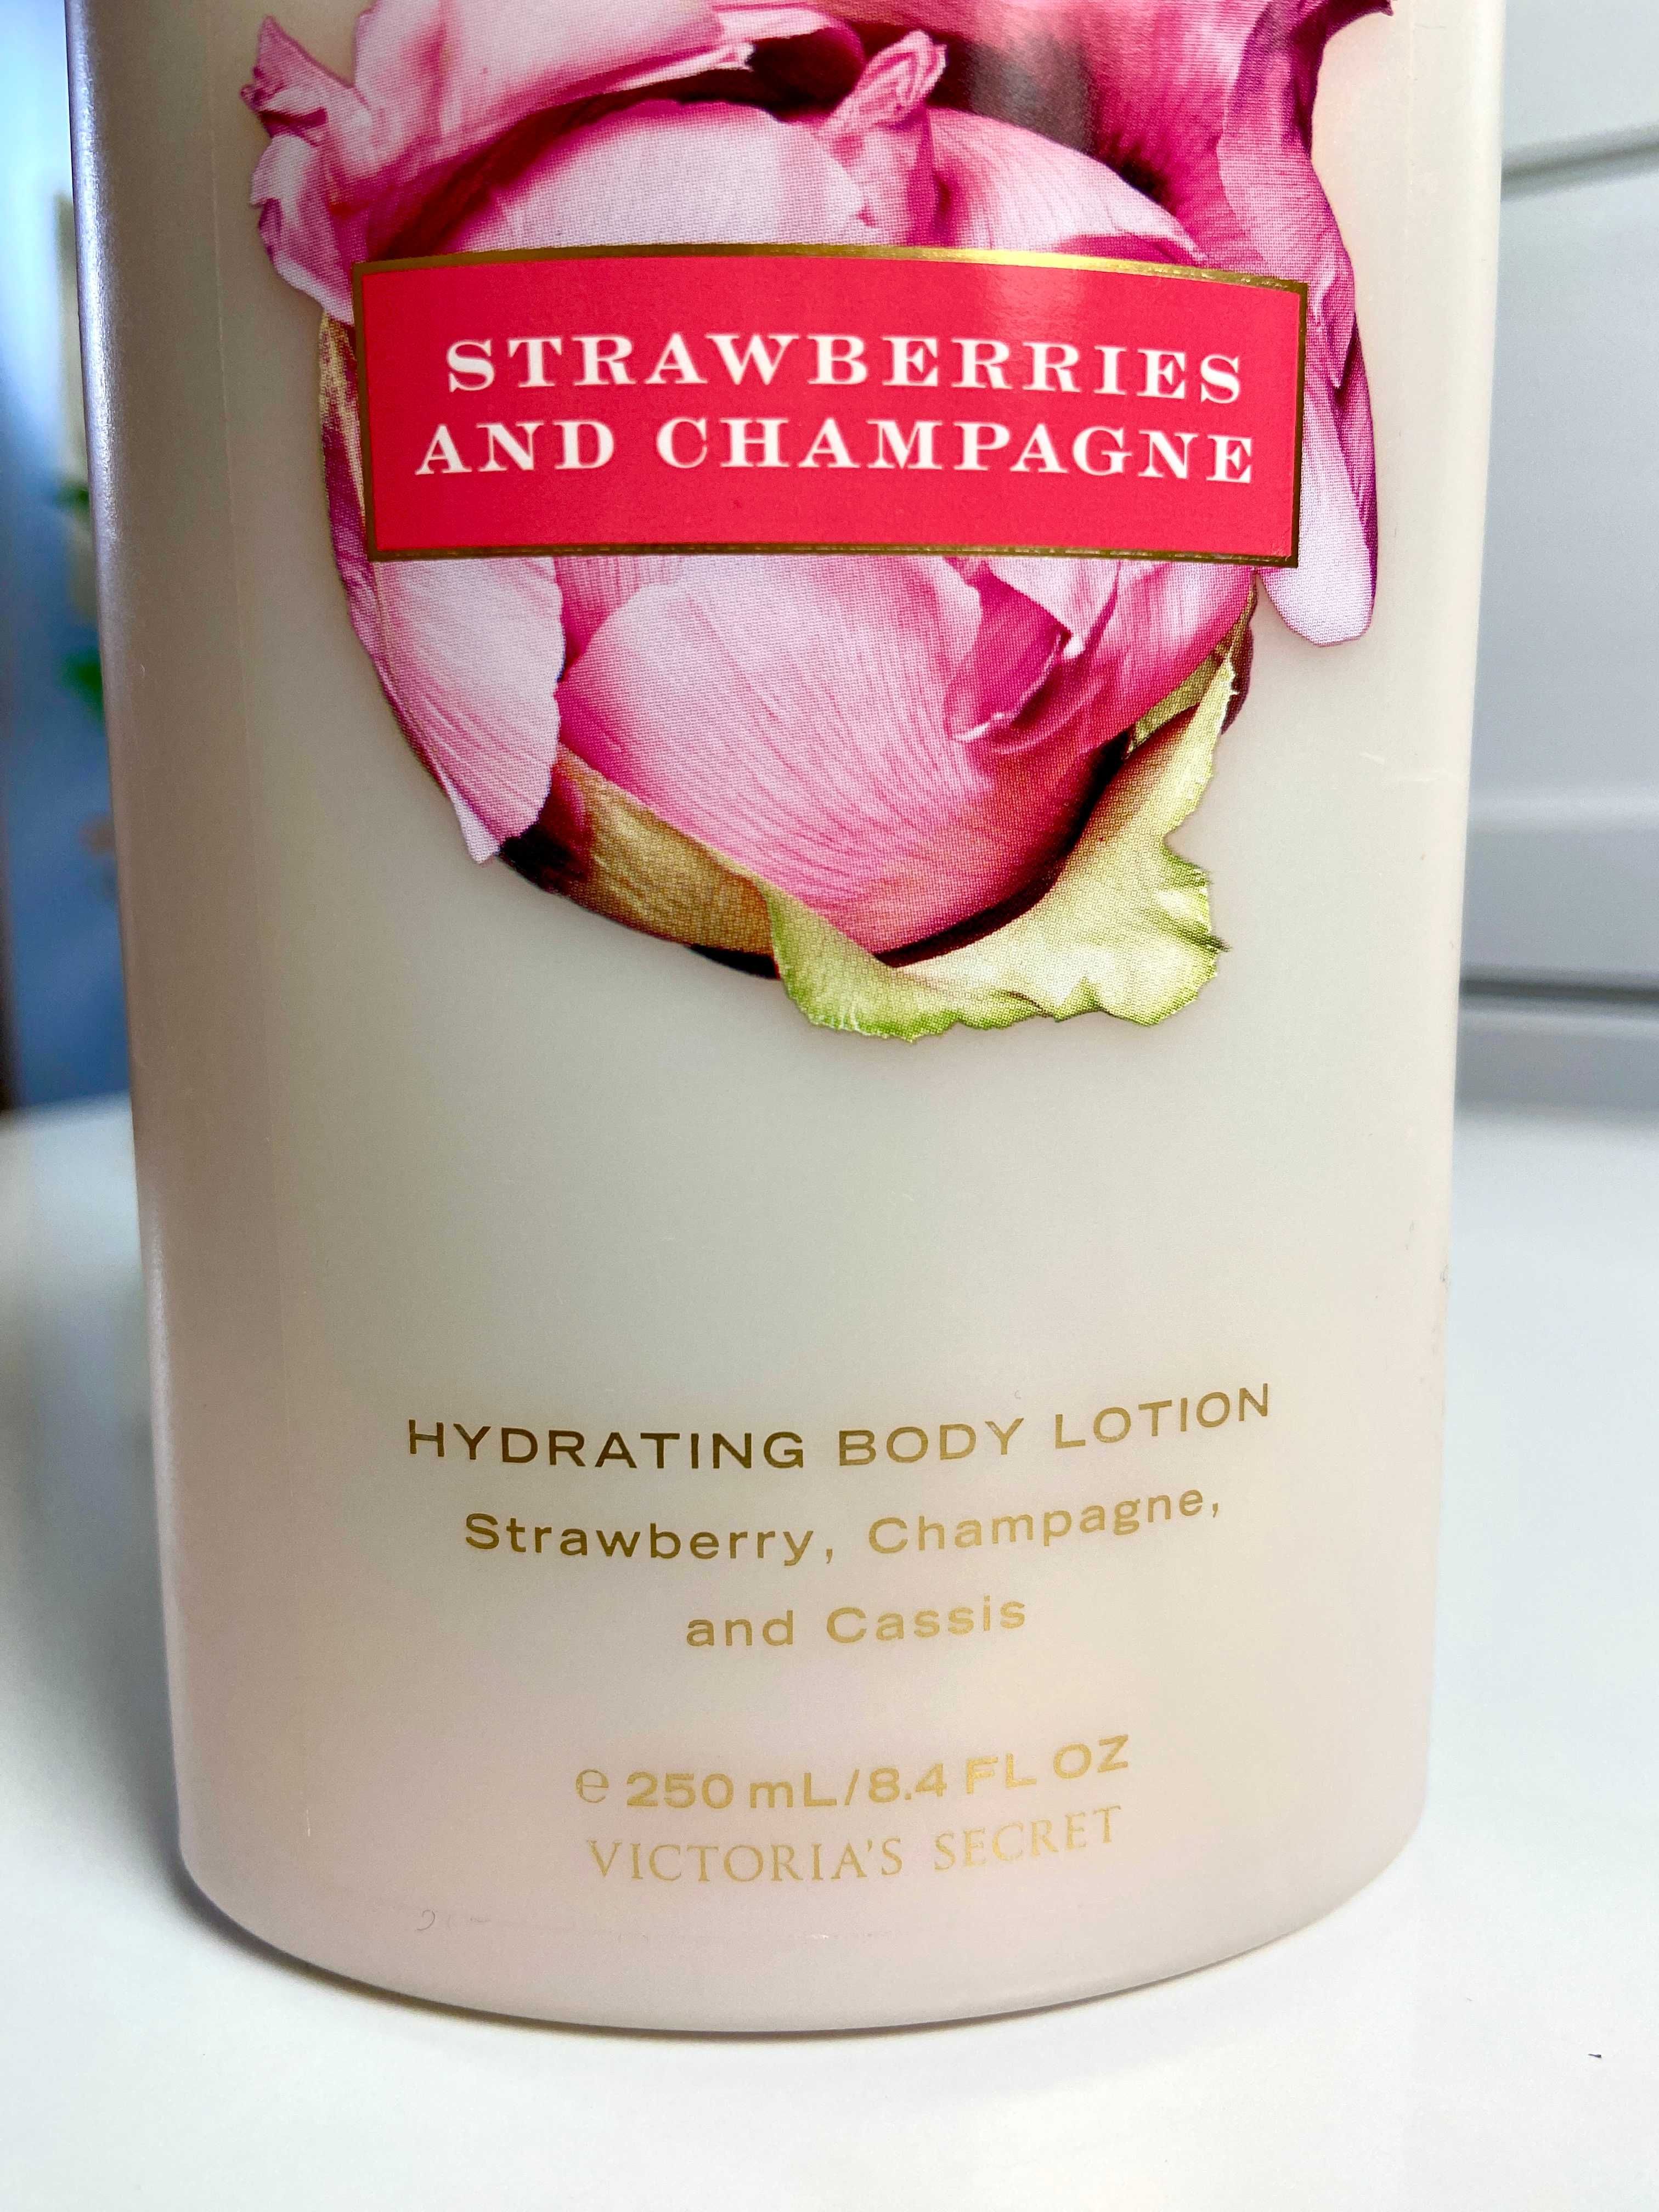 STRAWBERRIES
AND CHAMPAGNE
HYDRATING BODY LOTION
Strawberry, Champagne,
and Cassis
℮ 250 mL/8.4 FL OZ
VICTORIA'S SECRET